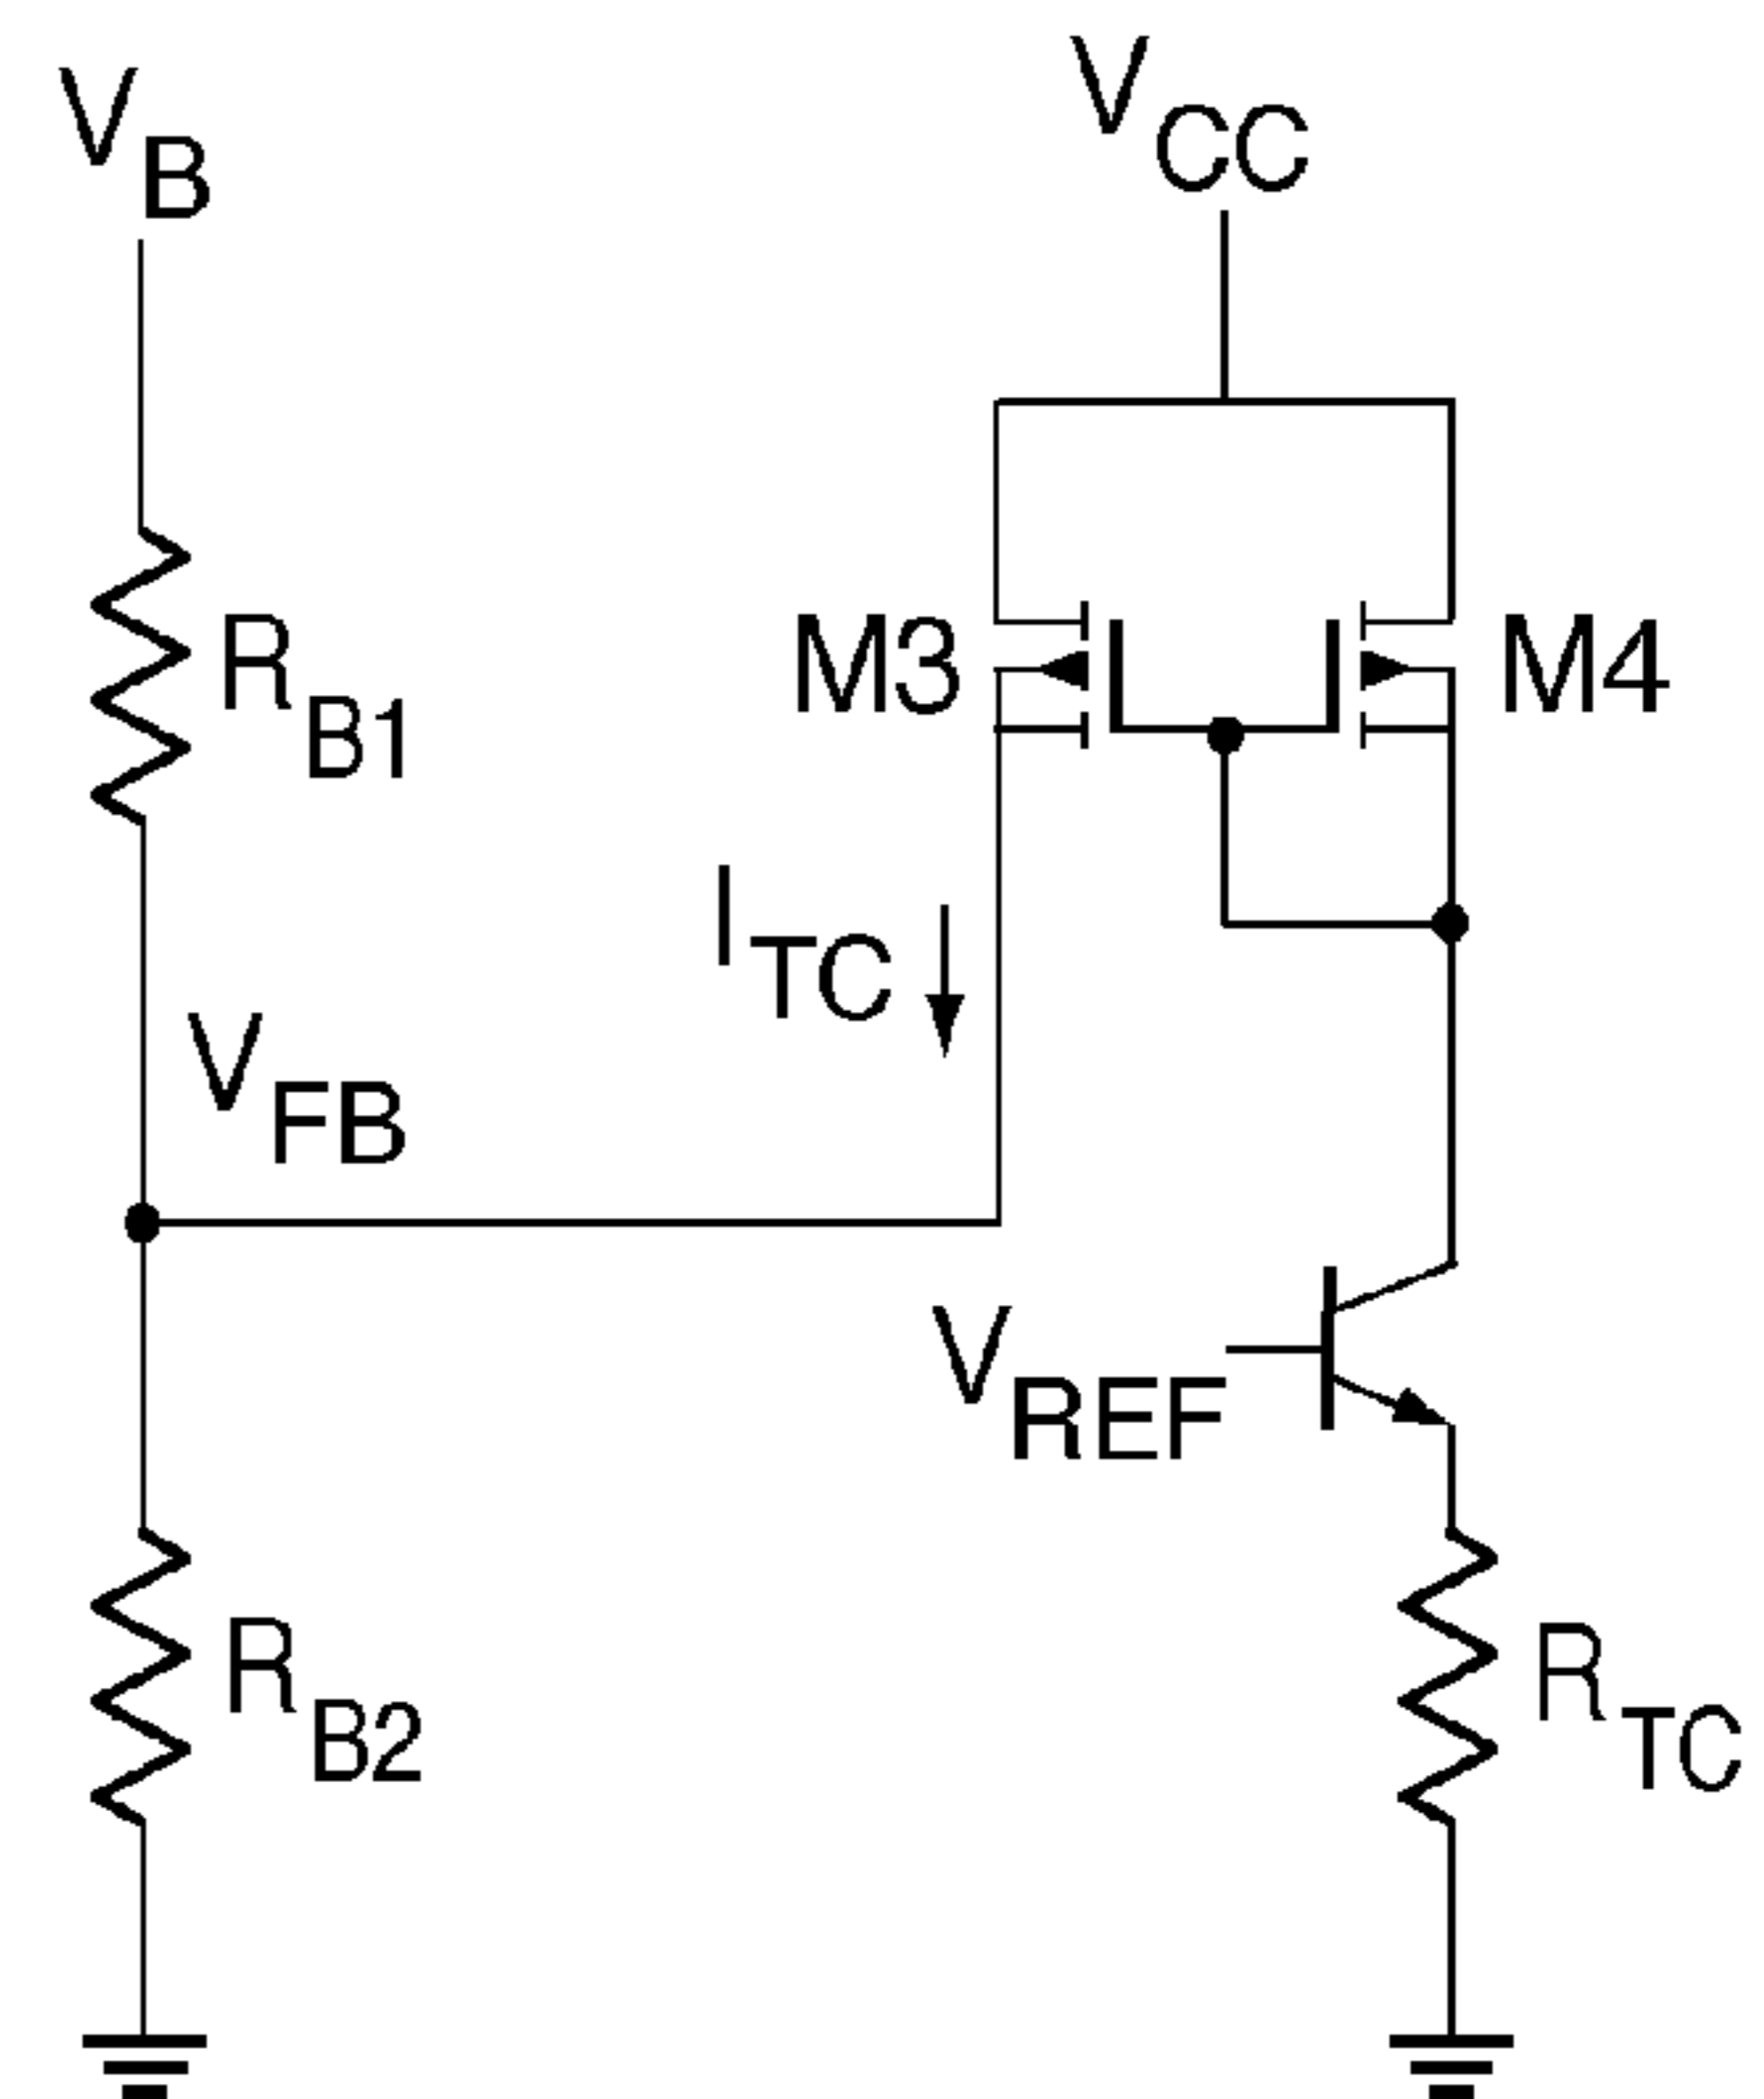 VB
VCC
RB1
M3
M4
ITC
VFB
VREF
RB2
RTC